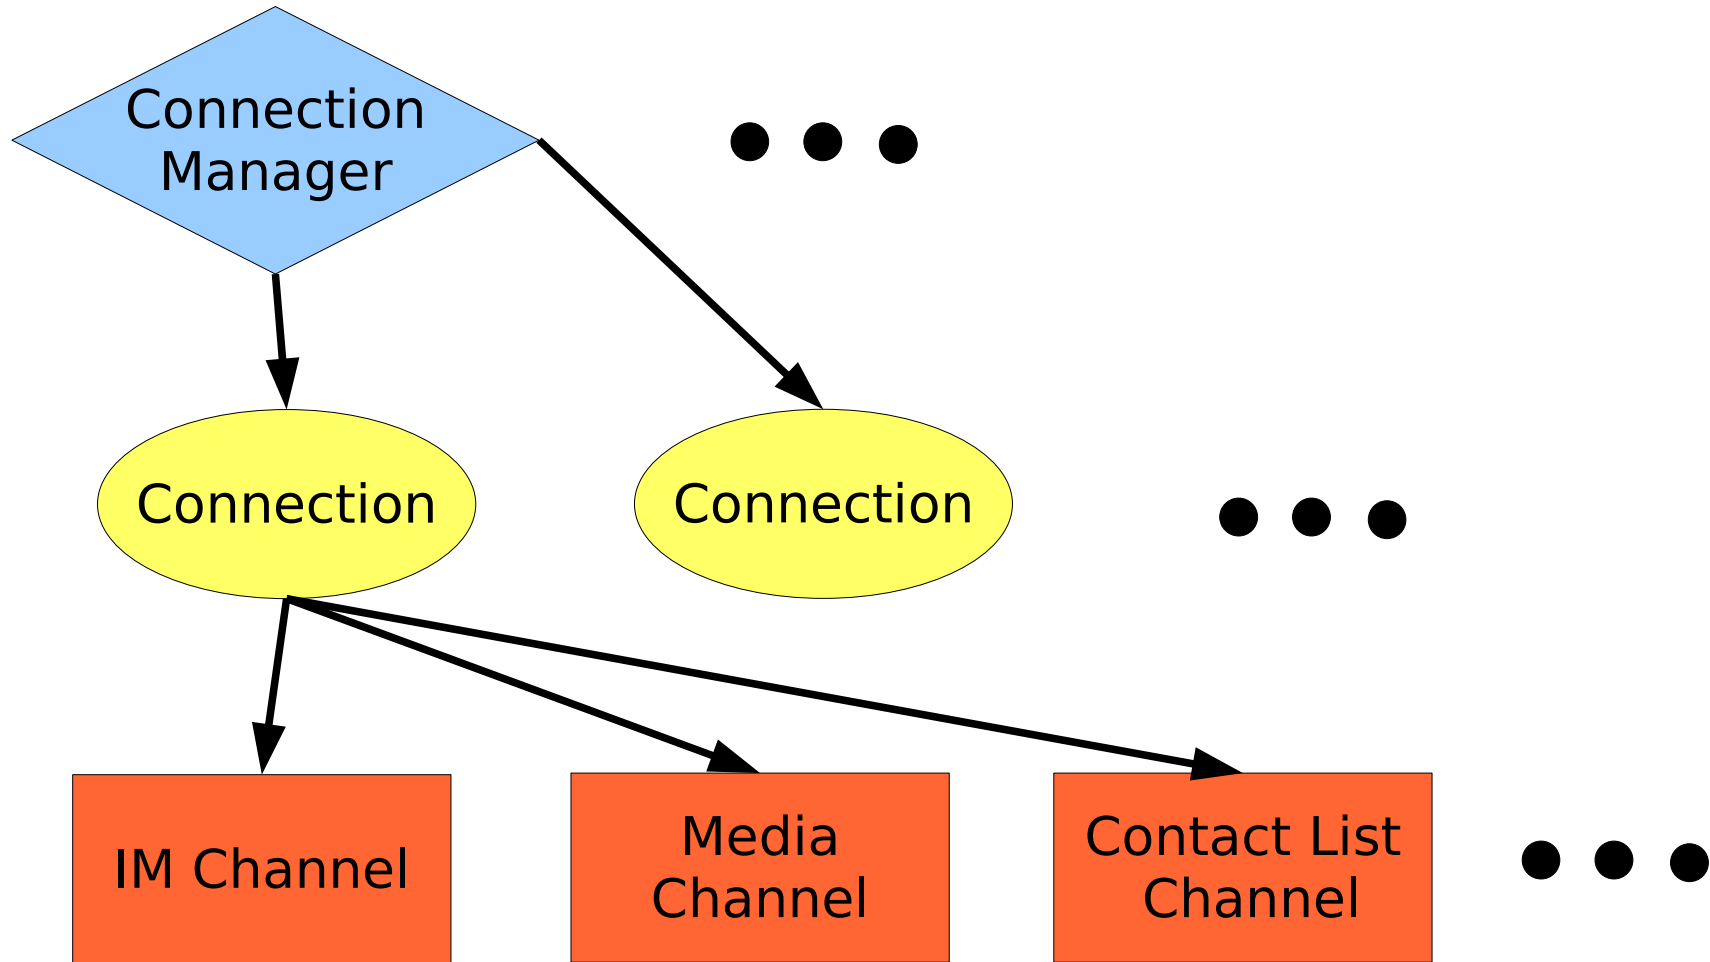 Connection
Manager
Connection
Connection
IM Channel
Media
Channel
Contact List
Channel